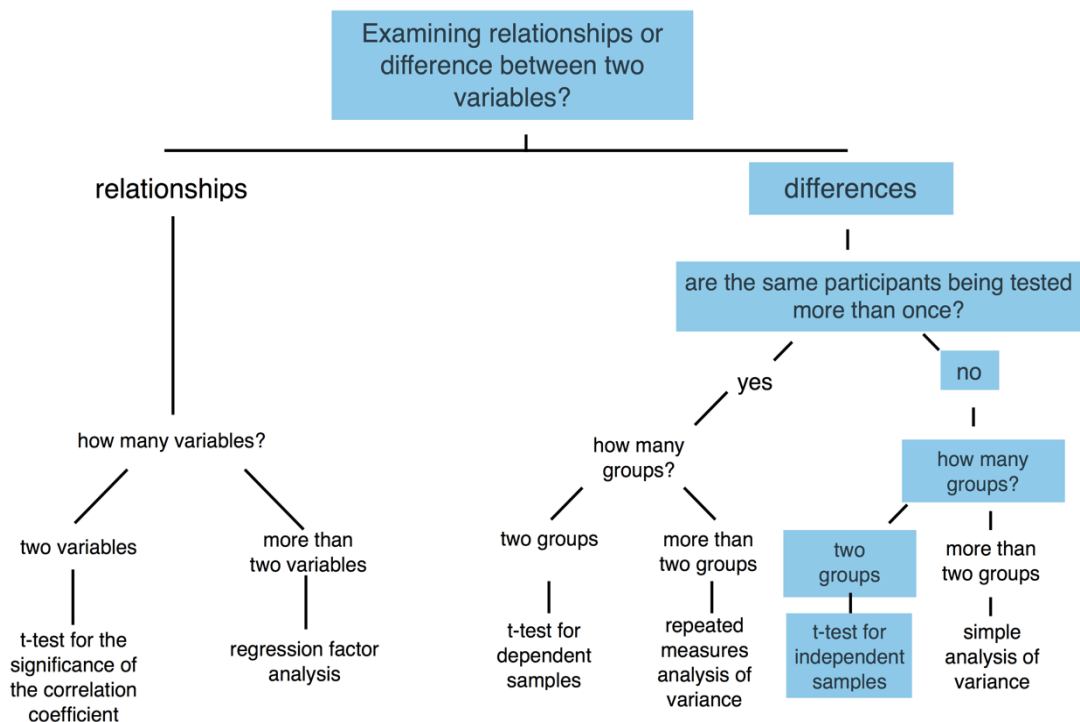 Examining relationships or
difference between two
variables?
relationships
differences
are the same participants being tested
more than once?
yes
no
how many variables?
how many
groups?
how many
groups?
two variables
more than
two variables
two groups
more than
two groups
two
groups
more than
two groups
t-test for the
significance of
the correlation
coefficient
regression factor
analysis
t-test for
dependent
samples
repeated
measures
analysis of
variance
t-test for
independent
samples
simple
analysis of
variance